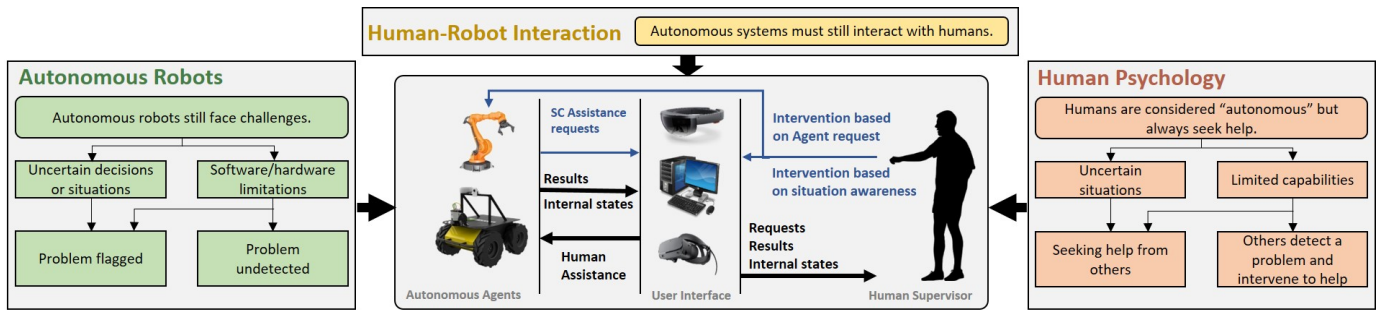 Human-Robot Interaction
Autonomous systems must still interact with humans.
Autonomous Robots
Autonomous robots still face challenges.
Uncertain decisions
or situations
Software/hardware
limitations
Problem flagged
Problem
undetected
SC Assistance
requests
Results
Internal states
Human
Assistance
Autonomous Agents
User Interface
Intervention based
on Agent request
Intervention based
on situation awareness
Requests
Results
Internal states
Human Supervisor
Human Psychology
Humans are considered “autonomous” but
always seek help.
Uncertain
situations
Limited capabilities
Seeking help from
others
Others detect a
problem and
intervene to help